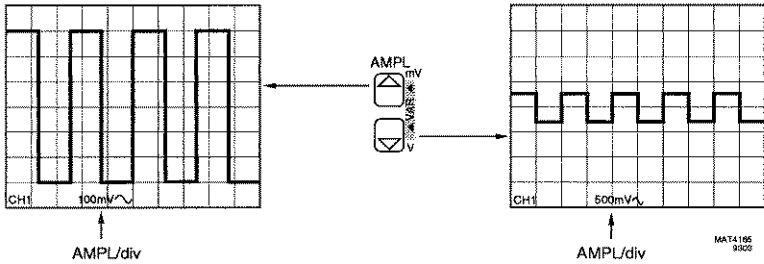 AMPL
mV
VAR
V
CH1 100mV∿
AMPL/div
CH1 500mV∿
AMPL/div
MAT4165
9303